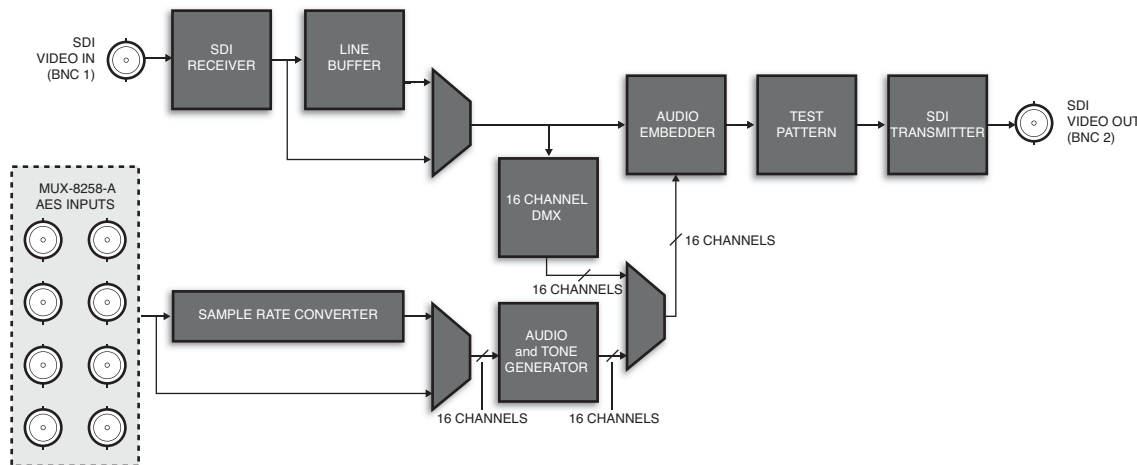 SDI
VIDEO IN
(BNC 1)
SDI
RECEIVER
LINE
BUFFER
AUDIO
EMBEDDER
TEST
PATTERN
SDI
TRANSMITTER
SDI
VIDEO OUT
(BNC 2)
MUX-8258-A
AES INPUTS
16 CHANNEL
DMX
16 CHANNELS
16 CHANNELS
SAMPLE RATE CONVERTER
AUDIO
and TONE
GENERATOR
16 CHANNELS
16 CHANNELS